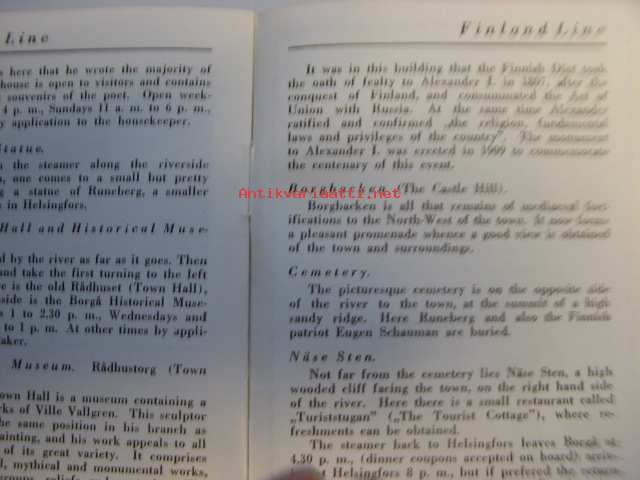 Line
s here that he wrote the majority of
house is open to visitors and contains
souvenirs of the poet. Open week-
4 p. m., Sundays 11 a. m. to 6 p. m.,
y application to the housekeeper.
Statue.
n the steamer along the riverside
n, one comes to a small but pretty
g a statue of Runeberg, a smaller
e in Helsingfors.
Hall and Historical Muse-
d by the river as far as it goes. Then
and take the first turning to the left
re is the old Rådhuset (Town Hall),
side is the Borgå Historical Muse-
s 1 to 2.30 p. m., Wednesdays and
to 1 p. m. At other times by appli-
taker.
Museum. Rådhustorg (Town
own Hall is a museum containing a
rks of Ville Vallgren. This sculptor
he same position in his branch as
ainting, and his work appeals to all
of its great variety. It comprises
l, mythical and monumental works,
Finland Line
It was in this building that the Finnish Diet took
the oath of fealty to Alexander I. in 1807, after the
conquest of Finland, and consummated the Act of
Union with Russia. At the same time Alexander
ratified and confirmed „the religion, fundamental
laws and privileges of the country". The monument
to Alexander I. was erected in 1909 to commemorate
the centenary of this event.
Borgbacken (The Castle Hill).
Borgbacken is all that remains of mediaeval fort-
ifications to the North-West of the town. It now forms
a pleasant promenade whence a good view is obtained
of the town and surroundings.
Cemetery.
The picturesque cemetery is on the opposite side
of the river to the town, at the summit of a high
sandy ridge. Here Runeberg and also the Finnish
patriot Eugen Schauman are buried.
Näse Sten.
Not far from the cemetery lies Näse Sten, a high
wooded cliff facing the town, on the right hand side
of the river. Here there is a small restaurant called
„Turiststugan" („The Tourist Cottage"), where re-
freshments can be obtained.
The steamer back to Helsingfors leaves Borgå at
4.30 p. m., (dinner coupons accepted on board) arriv-
t Helsingfors 8 p. m., but if preferred the return
Antikvariaatti.net